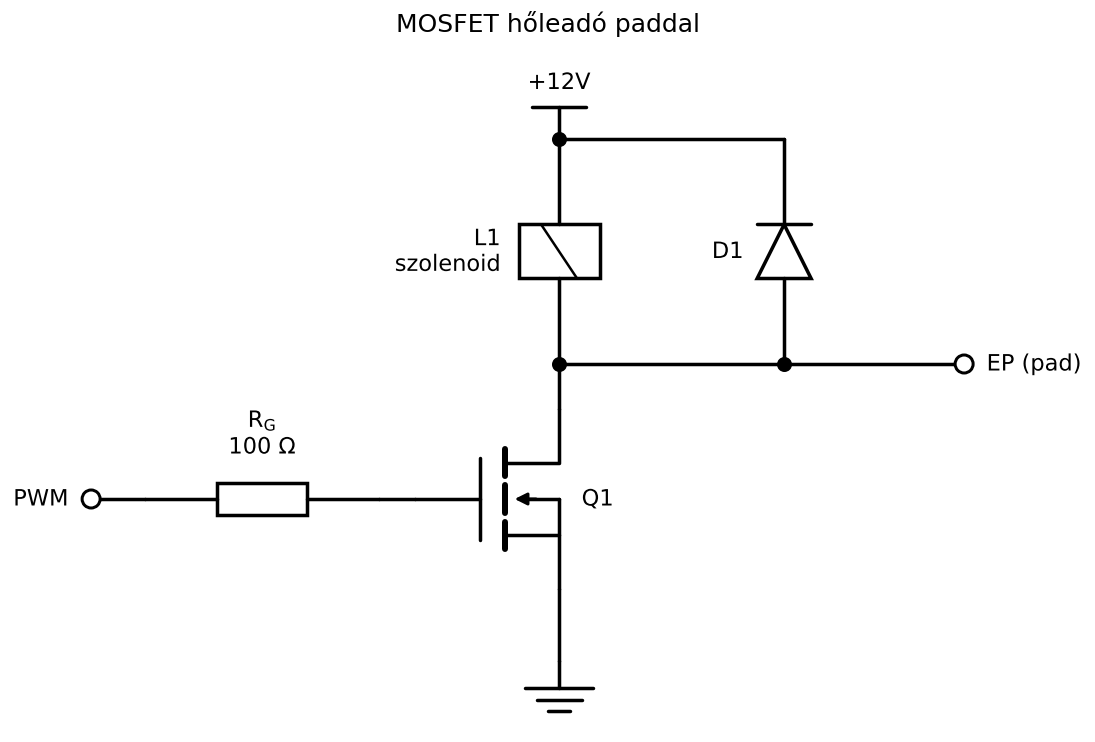 MOSFET hőleadó paddal
+12V
L1
szolenoid
D1
EP (pad)
R_G
100 Ω
PWM
Q1